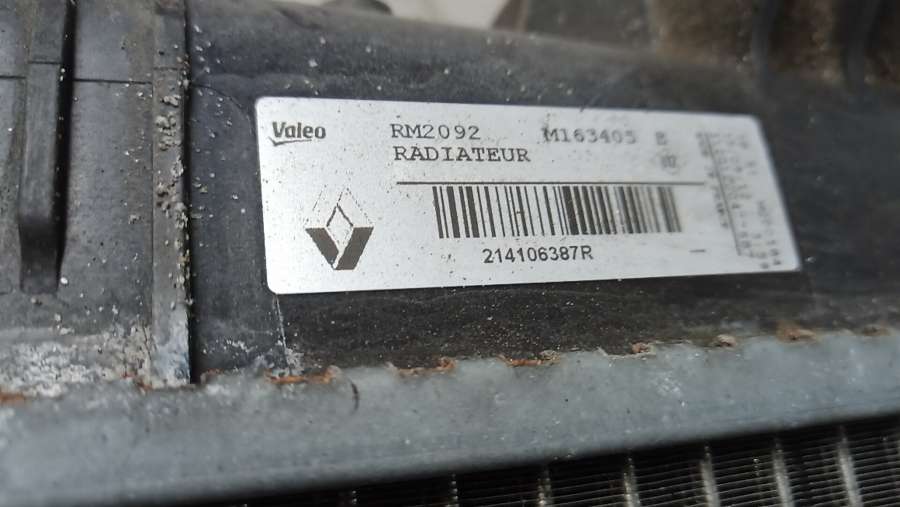 Valeo RM2092 M163405 B
RADIATEUR
214106387R